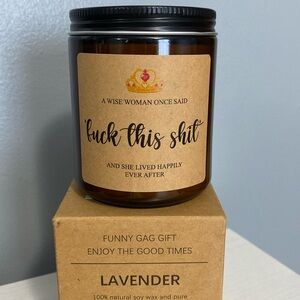 A WISE WOMAN ONCE SAID
"fuck this shit"
AND SHE LIVED HAPPILY
EVER AFTER
FUNNY GAG GIFT
ENJOY THE GOOD TIMES
LAVENDER
100% natural soy wax and pure